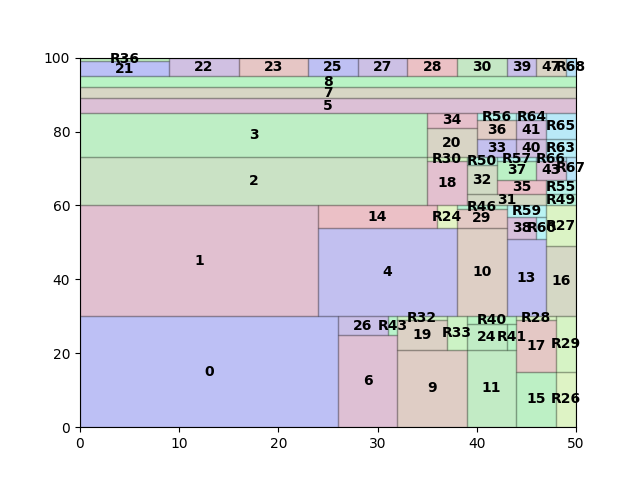 100
R36
21 22 23 25 27 28 30 39 47 R68
8
7
5
80
3 34 R56 R64 R65
36 41
20 33 40 R63
R30 R50 R57 R66
2 18 32 37 43 R67
35 R55
31 R49
60
R46
14 R24 29 R59 R27
38 R60
1 4 10 13 16
40
R32 R40 R28
26 R43 19 R33 24 R41 17 R29
20
0 6 9 11 15 R26
0
0 10 20 30 40 50